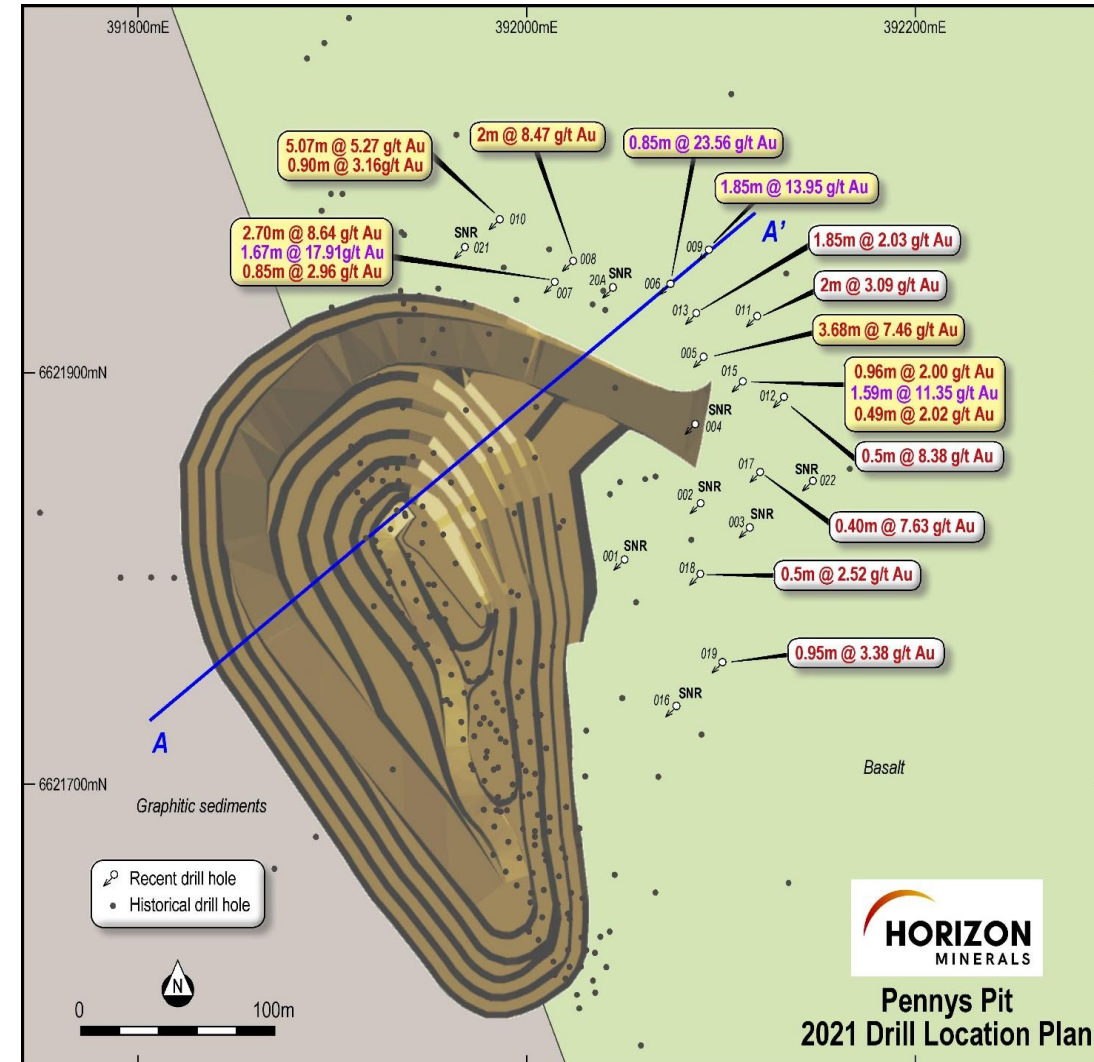 391800mE
392000mE
392200mE
5.07m @ 5.27 g/t Au
0.90m @ 3.16g/t Au
2m @ 8.47 g/t Au
0.85m @ 23.56 g/t Au
1.85m @ 13.95 g/t Au
010
SNR
021
2.70m @ 8.64 g/t Au
1.67m @ 17.91g/t Au
0.85m @ 2.96 g/t Au
008
007
SNR
20A
009
A'
006
1.85m @ 2.03 g/t Au
013
011
2m @ 3.09 g/t Au
005
3.68m @ 7.46 g/t Au
6621900mN
015
012
0.96m @ 2.00 g/t Au
1.59m @ 11.35 g/t Au
0.49m @ 2.02 g/t Au
SNR
004
0.5m @ 8.38 g/t Au
017
SNR
022
002
SNR
003
SNR
0.40m @ 7.63 g/t Au
001
SNR
018
0.5m @ 2.52 g/t Au
019
0.95m @ 3.38 g/t Au
016
SNR
A
Basalt
6621700mN
Graphitic sediments
Recent drill hole
Historical drill hole
N
0
100m
HORIZON
MINERALS
Pennys Pit
2021 Drill Location Plan